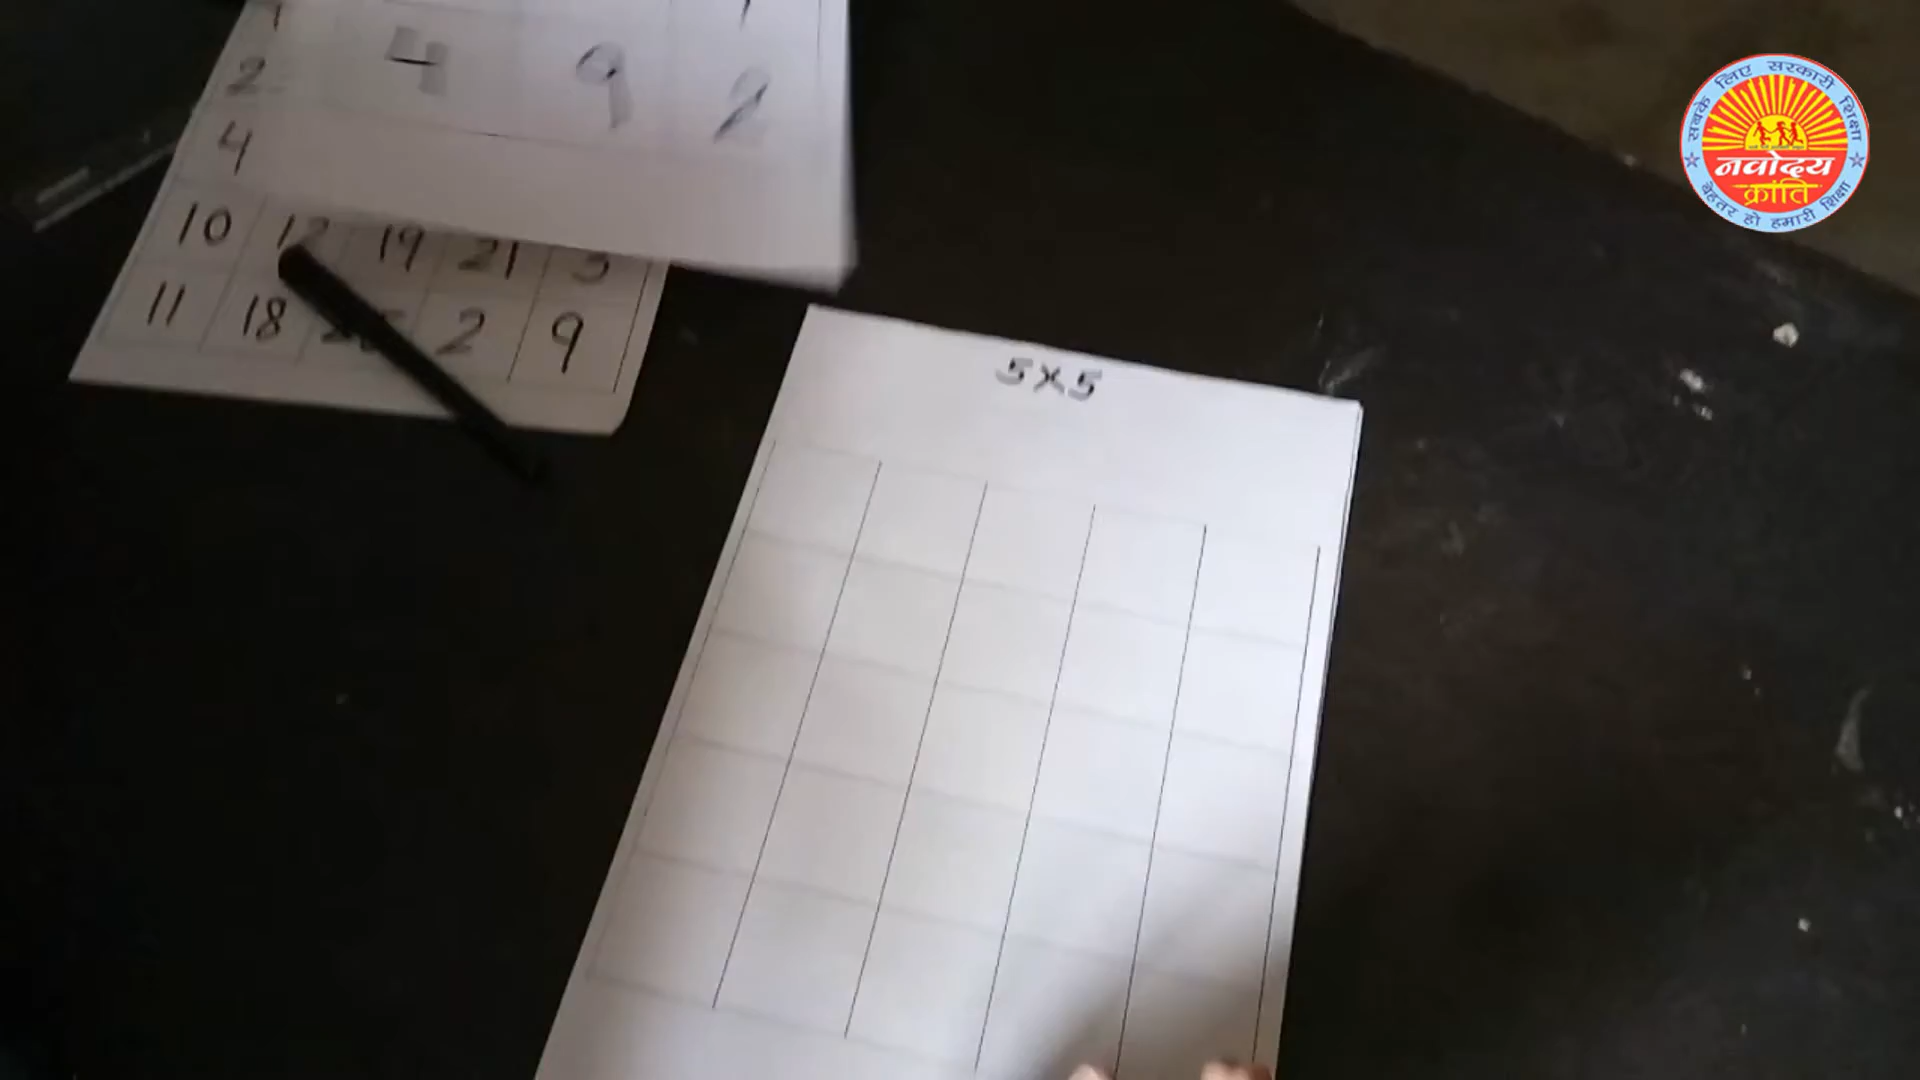 4 9 2
2
4
10 12 19 21 3
11 18 25 2 9
5×5
सबके लिए सरकारी शिक्षा
नवोदय
क्रांति
बेहतर हो हमारी शिक्षा